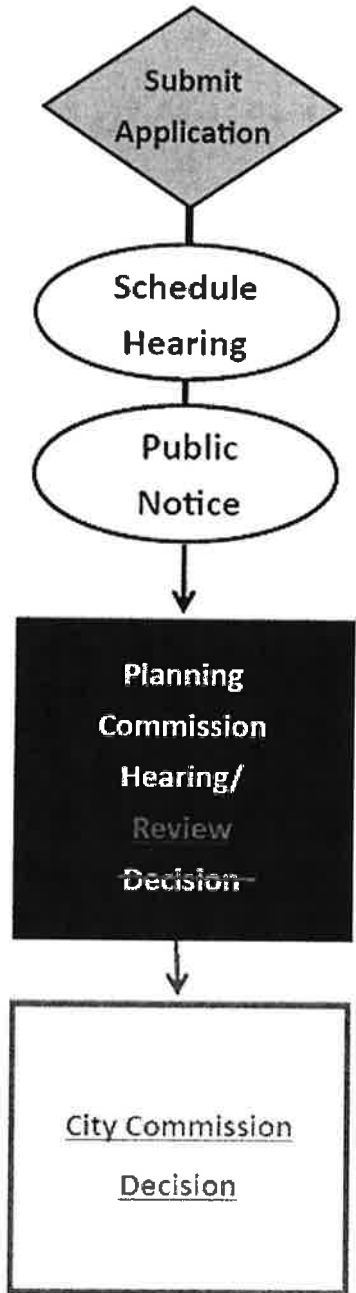 Submit
Application
Schedule
Hearing
Public
Notice
Planning
Commission
Hearing/
Review
Decision
City Commission
Decision